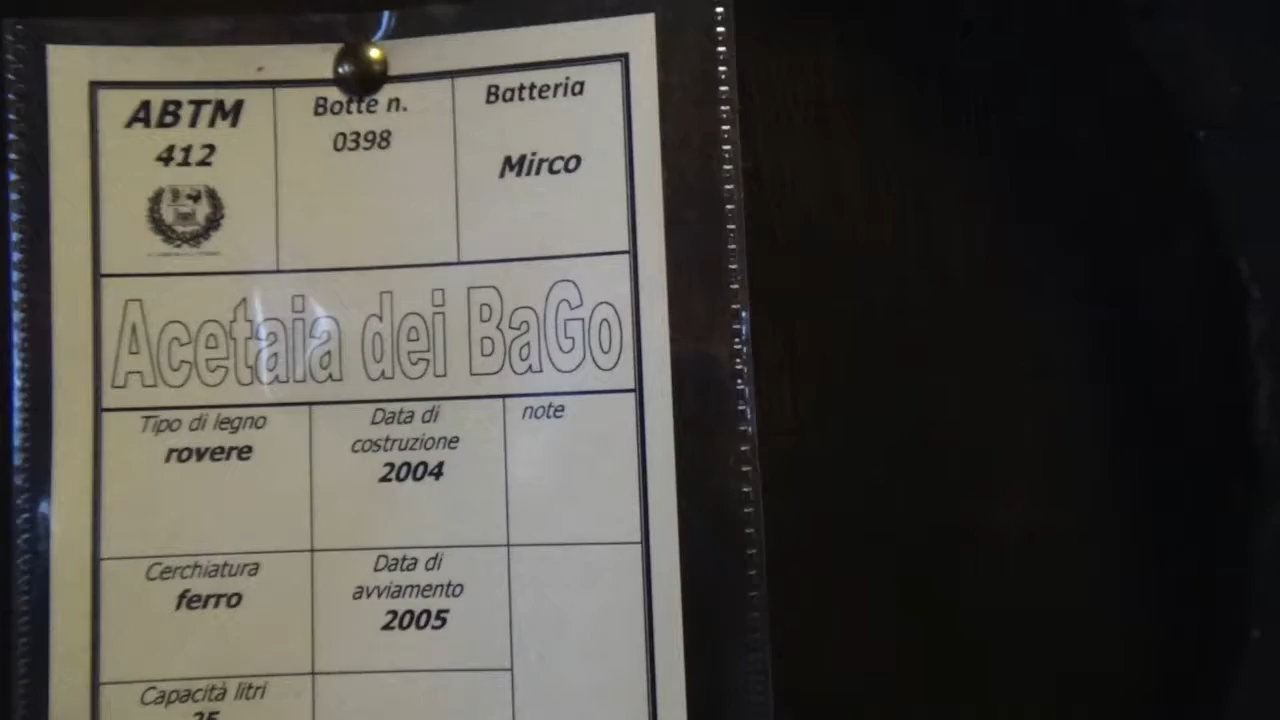 ABTM
412
Botte n.
0398
Batteria
Mirco
Acetaia dei BaGo
Tipo di legno
rovere
Data di
costruzione
2004
note
Cerchiatura
ferro
Data di
avviamento
2005
Capacità litri
25